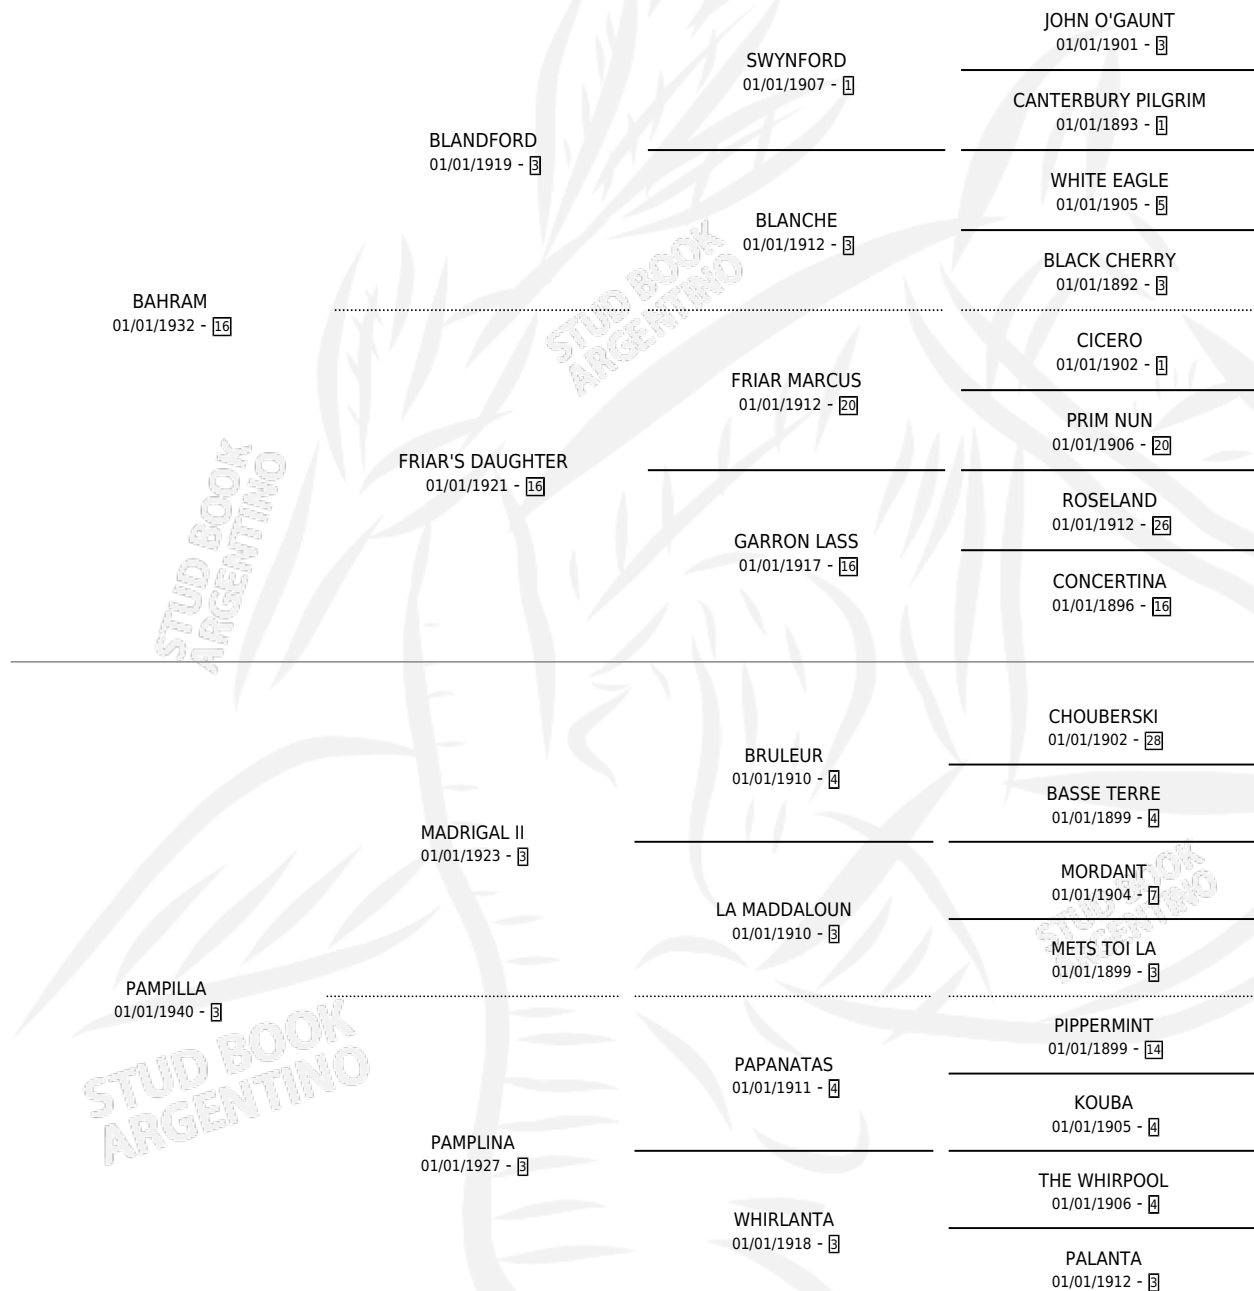 JOHN O'GAUNT
01/01/1901 - 3
SWYNFORD
01/01/1907 - 1
CANTERBURY PILGRIM
01/01/1893 - 1
BLANDFORD
01/01/1919 - 3
WHITE EAGLE
01/01/1905 - 5
BLANCHE
01/01/1912 - 3
BLACK CHERRY
01/01/1892 - 3
BAHRAM
01/01/1932 - 16
STUD BOOK
ARGENTINO
CICERO
01/01/1902 - 1
FRIAR MARCUS
01/01/1912 - 20
PRIM NUN
01/01/1906 - 20
FRIAR'S DAUGHTER
01/01/1921 - 16
ROSELAND
01/01/1912 - 26
GARRON LASS
01/01/1917 - 16
CONCERTINA
01/01/1896 - 16
STUD BOOK
ARGENTINO
CHOUBERSKI
01/01/1902 - 28
BRULEUR
01/01/1910 - 4
BASSE TERRE
01/01/1899 - 4
MADRIGAL II
01/01/1923 - 3
MORDANT
01/01/1904 - 7
LA MADDALOUN
01/01/1910 - 3
METS TOI LA
01/01/1899 - 3
STUD BOOK
ARGENTINO
PAMPILLA
01/01/1940 - 3
PIPPERMINT
01/01/1899 - 14
PAPANATAS
01/01/1911 - 4
KOUBA
01/01/1905 - 4
STUD BOOK
ARGENTINO
PAMPLINA
01/01/1927 - 3
THE WHIRPOOL
01/01/1906 - 4
WHIRLANTA
01/01/1918 - 3
PALANTA
01/01/1912 - 3